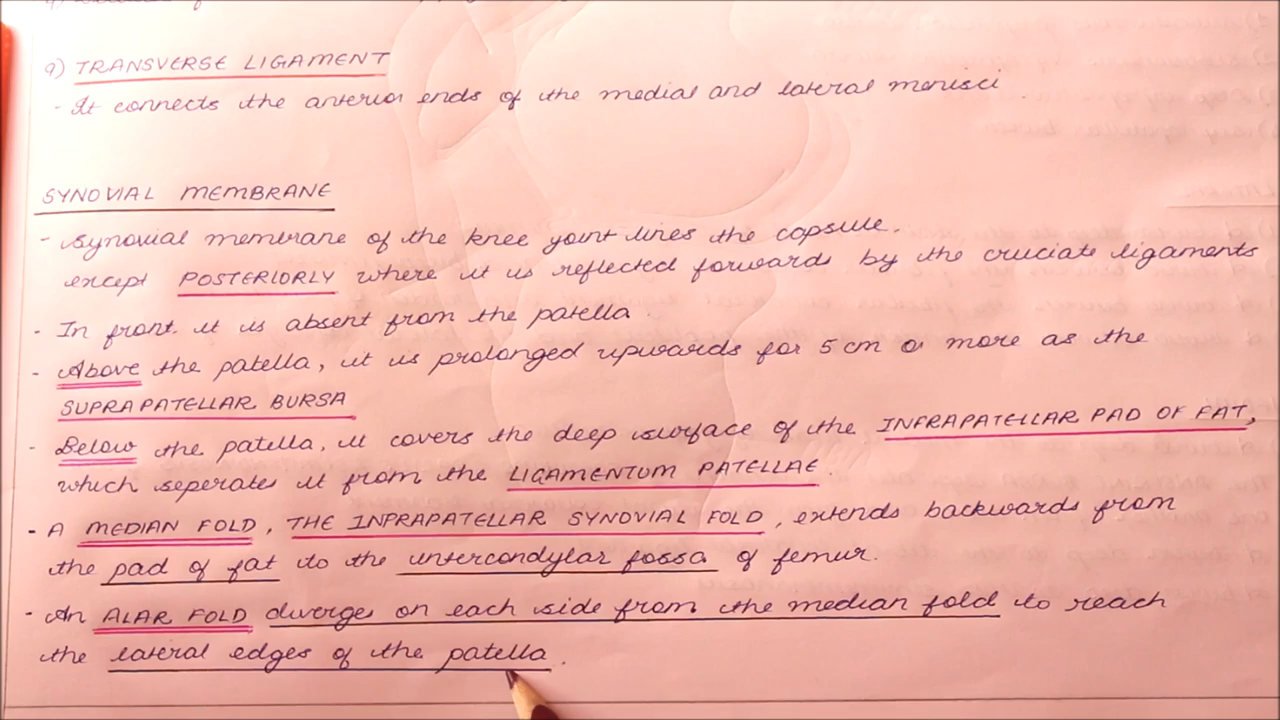 9) TRANSVERSE LIGAMENT
- It connects the anterior ends of the medial and lateral menisci
SYNOVIAL MEMBRANE
- Synovial membrane of the knee joint lines the capsule.
except POSTERIORLY where it is reflected forwards by the cruciate ligaments
- In front it is absent from the patella
- Above the patella, it is prolonged upwards for 5 cm or more as the
SUPRAPATELLAR BURSA
- Below the patella, it covers the deep surface of the INFRAPATELLAR PAD OF FAT,
which seperates it from the LIGAMENTUM PATELLAE.
- A MEDIAN FOLD, THE INPRAPATELLAR SYNOVIAL FOLD, extends backwards from
the pad of fat to the intercondylar fossa of femur.
- An ALAR FOLD diverges on each side from the median fold to reach
the lateral edges of the patella.